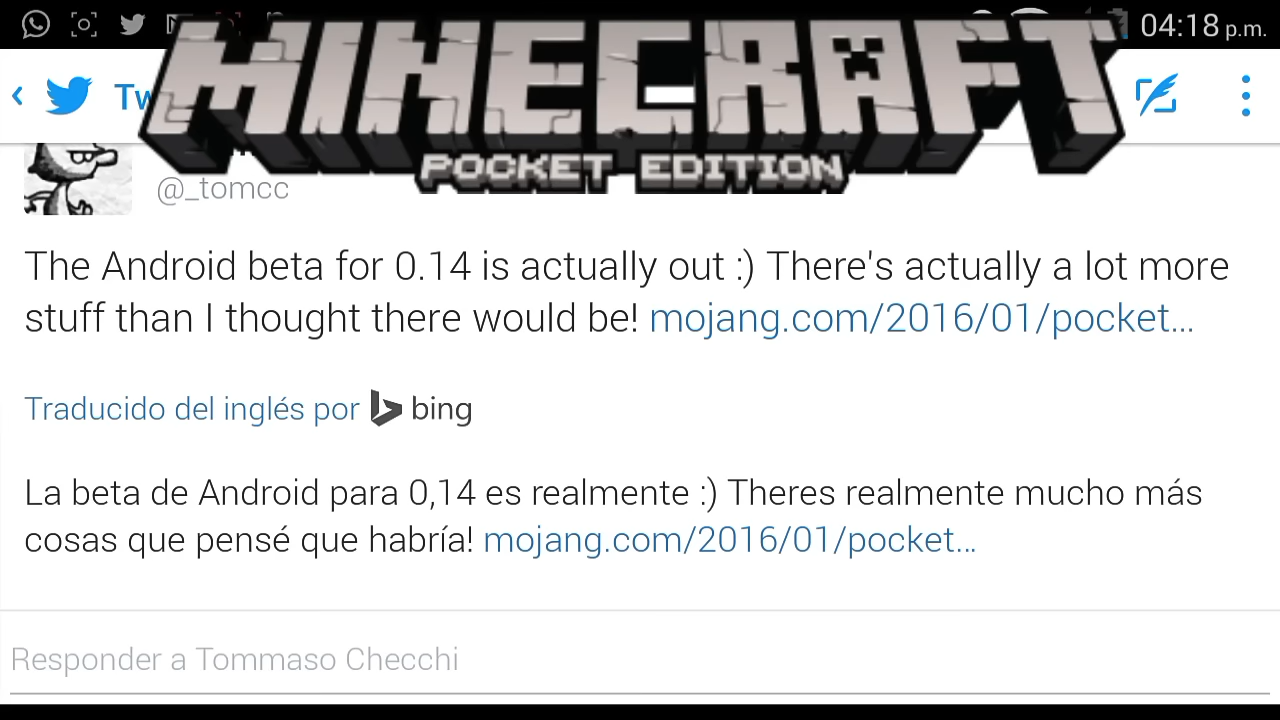 04:18 p.m.
MINECRAFT
POCKET EDITION
Tw
@_tomcc
The Android beta for 0.14 is actually out :) There's actually a lot more
stuff than I thought there would be! mojang.com/2016/01/pocket...
Traducido del inglés por bing
La beta de Android para 0,14 es realmente :) Theres realmente mucho más
cosas que pensé que habría! mojang.com/2016/01/pocket...
Responder a Tommaso Checchi